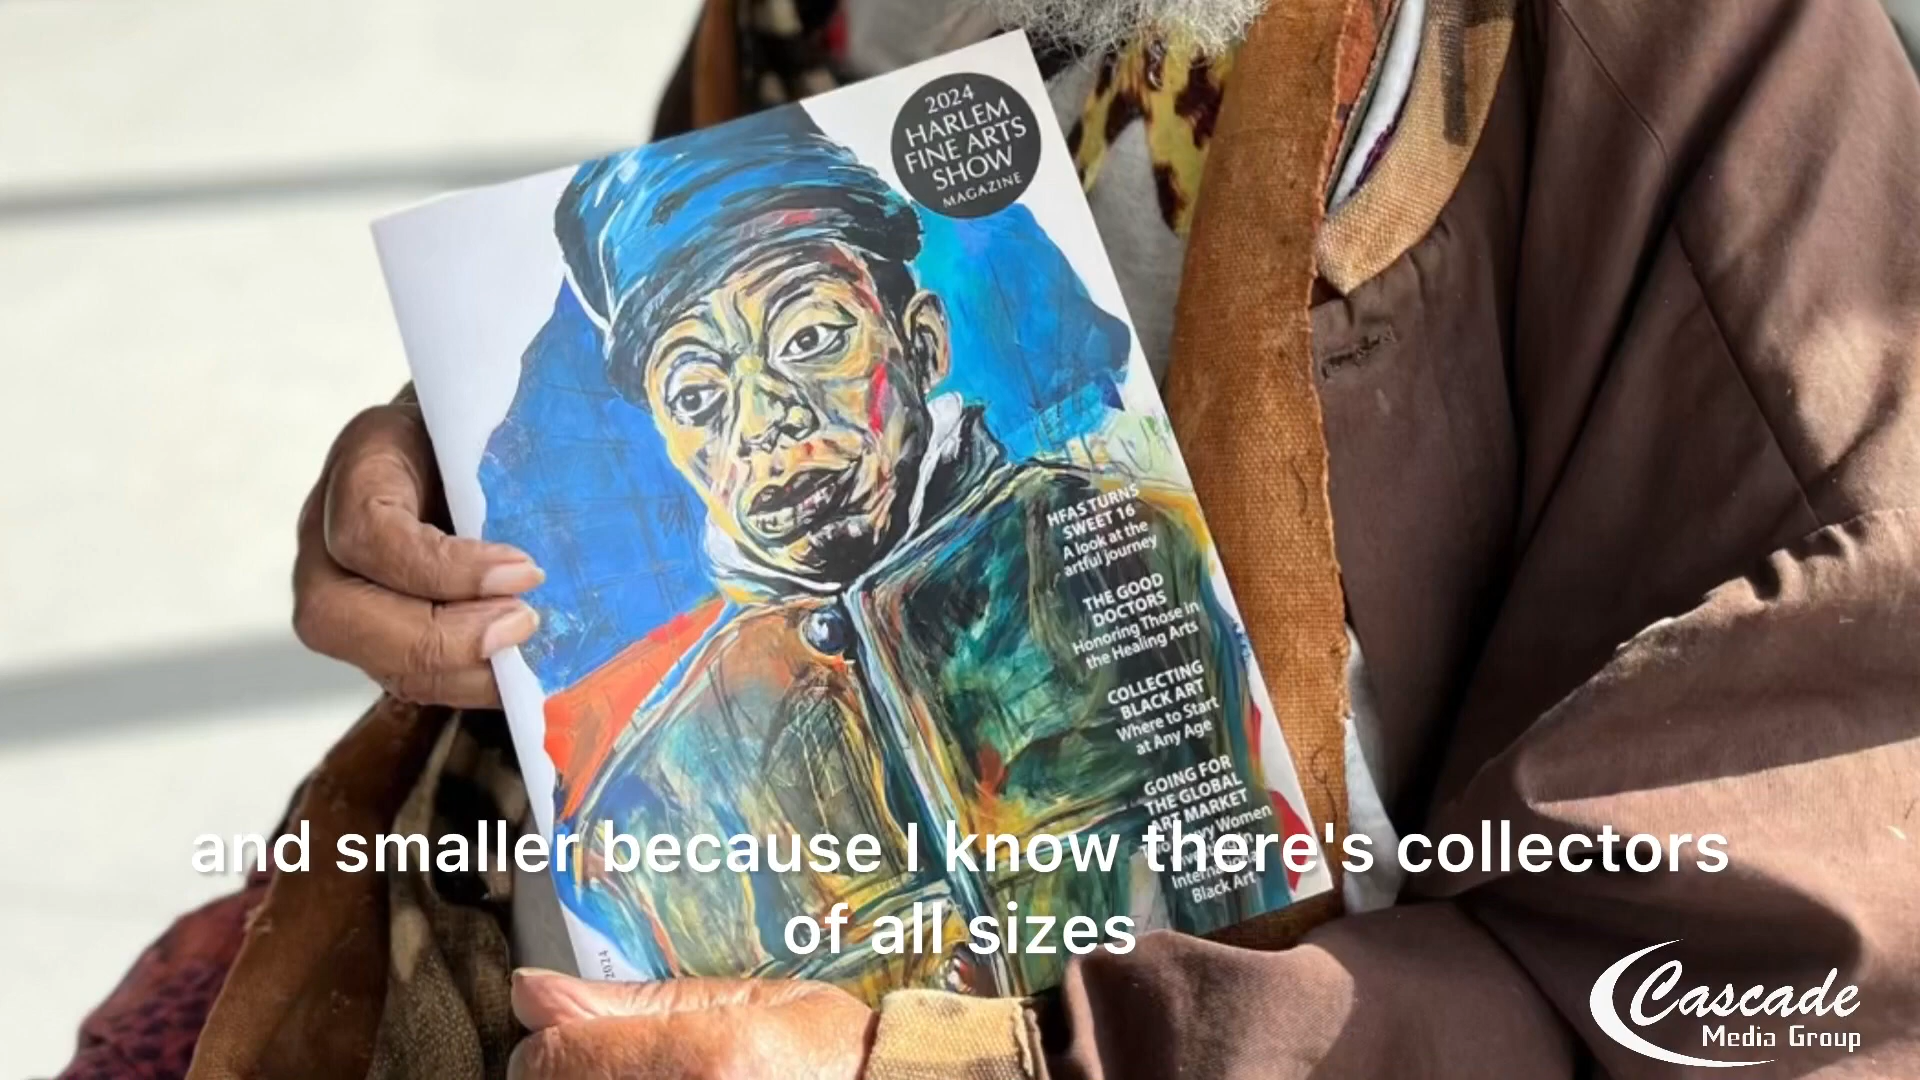 2024
HARLEM
FINE ARTS
SHOW
MAGAZINE
HFAS TURNS
SWEET 16
A look at the
artful journey
THE GOOD
DOCTORS
Honoring Those in
the Healing Arts
COLLECTING
BLACK ART
Where to Start
at Any Age
GOING FOR
THE GLOBAL
ART MARKET
Women
Black Art
2024
and smaller because I know there's collectors
of all sizes
Cascade
Media Group